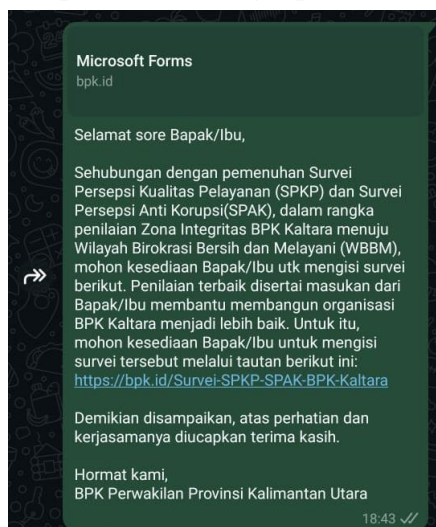 Microsoft Forms
bpk.id
Selamat sore Bapak/Ibu,
Sehubungan dengan pemenuhan Survei
Persepsi Kualitas Pelayanan (SPKP) dan Survei
Persepsi Anti Korupsi(SPAK), dalam rangka
penilaian Zona Integritas BPK Kaltara menuju
Wilayah Birokrasi Bersih dan Melayani (WBBM),
mohon kesediaan Bapak/Ibu utk mengisi survei
berikut. Penilaian terbaik disertai masukan dari
Bapak/Ibu membantu membangun organisasi
BPK Kaltara menjadi lebih baik. Untuk itu,
mohon kesediaan Bapak/Ibu untuk mengisi
survei tersebut melalui tautan berikut ini:
https://bpk.id/Survei-SPKP-SPAK-BPK-Kaltara
Demikian disampaikan, atas perhatian dan
kerjasamanya diucapkan terima kasih.
Hormat kami,
BPK Perwakilan Provinsi Kalimantan Utara
18:43